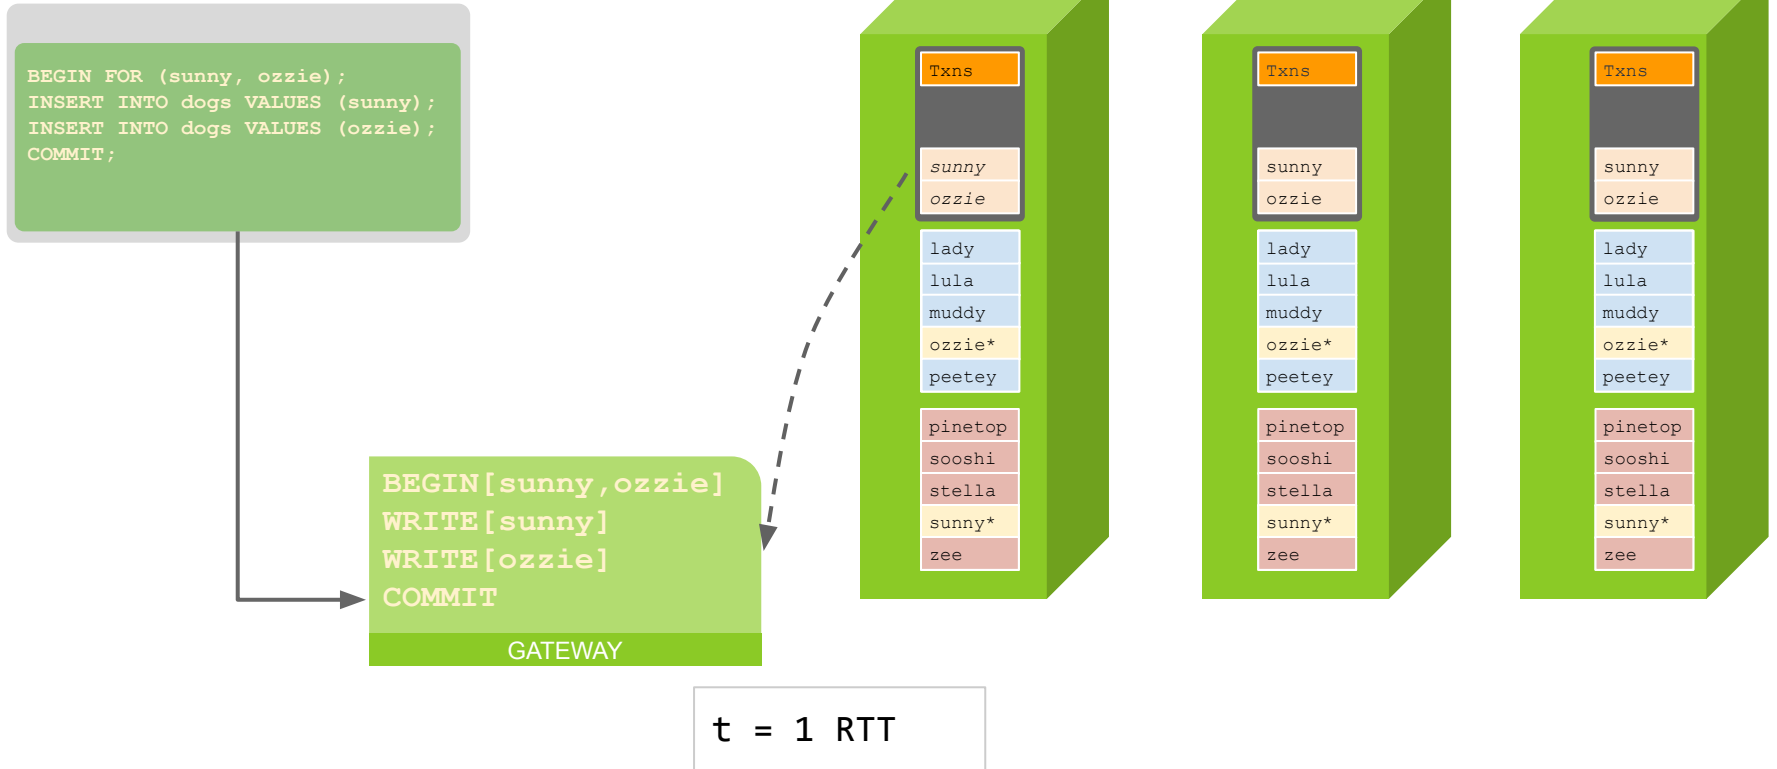 BEGIN FOR (sunny, ozzie);
INSERT INTO dogs VALUES (sunny);
INSERT INTO dogs VALUES (ozzie);
COMMIT;
BEGIN[sunny,ozzie]
WRITE[sunny]
WRITE[ozzie]
COMMIT
GATEWAY
t = 1 RTT
Txns
sunny
ozzie
lady
lula
muddy
ozzie*
peetey
pinetop
sooshi
stella
sunny*
zee
Txns
sunny
ozzie
lady
lula
muddy
ozzie*
peetey
pinetop
sooshi
stella
sunny*
zee
Txns
sunny
ozzie
lady
lula
muddy
ozzie*
peetey
pinetop
sooshi
stella
sunny*
zee